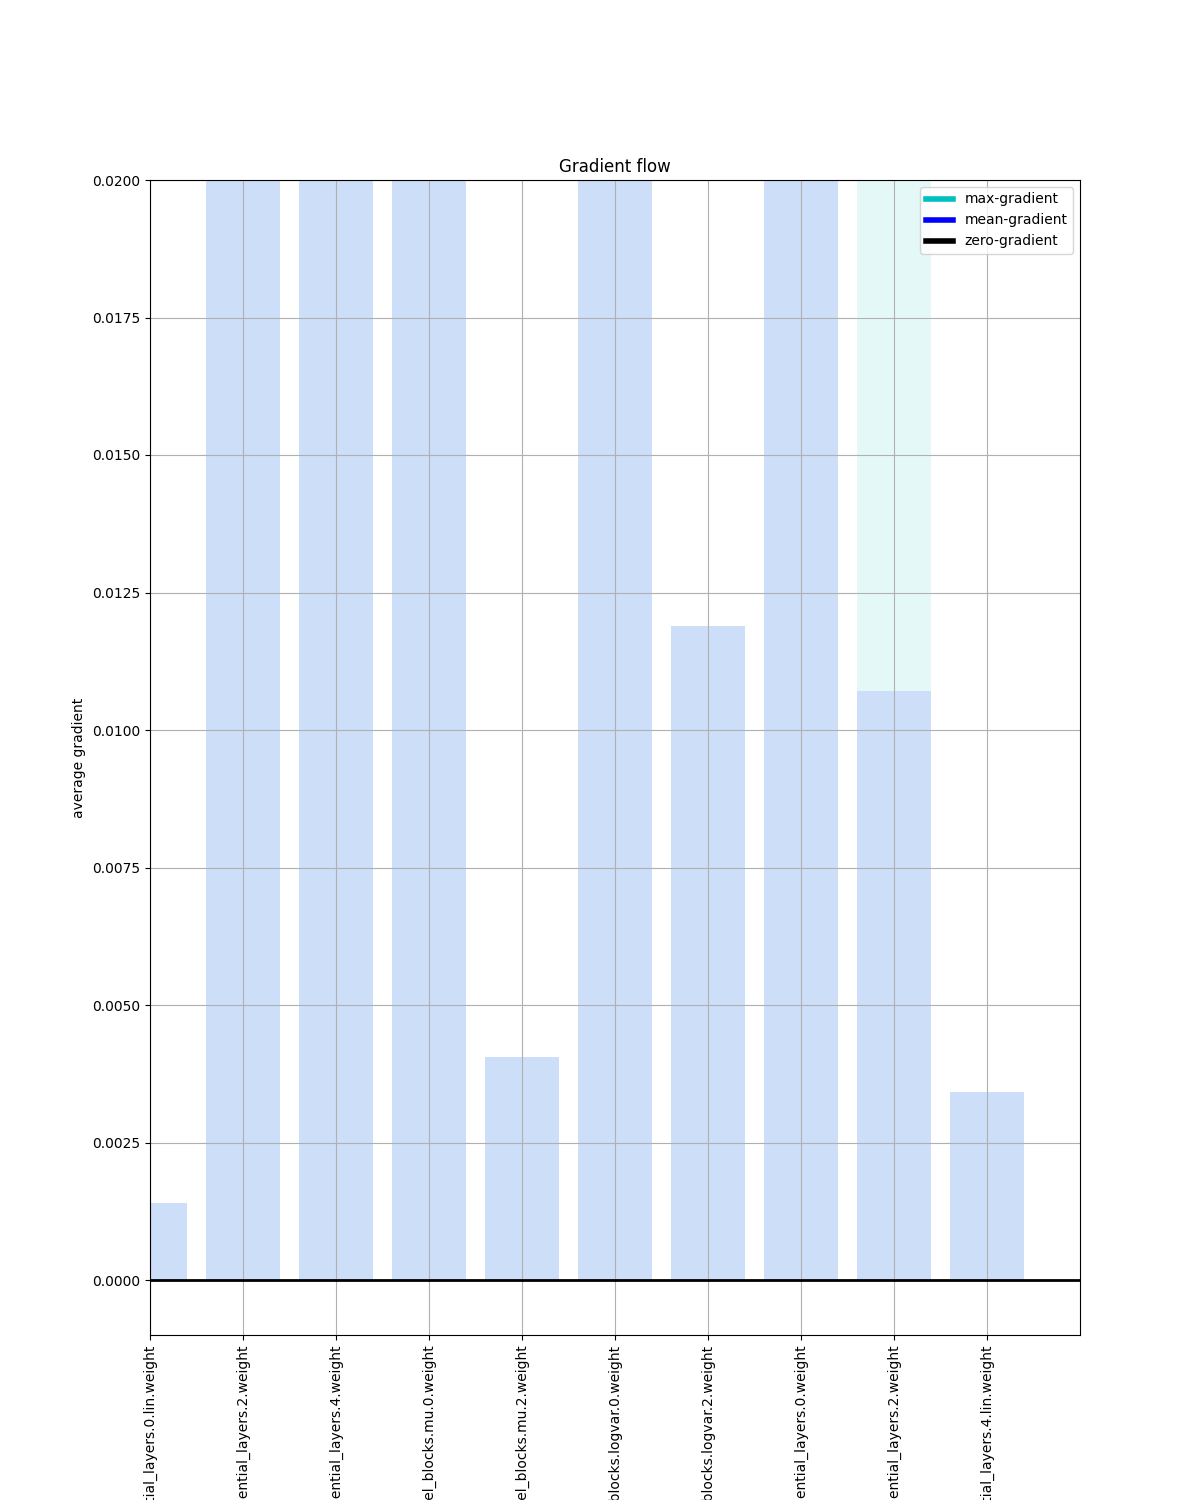 Gradient flow
max-gradient
mean-gradient
zero-gradient
average gradient
0.0200
0.0175
0.0150
0.0125
0.0100
0.0075
0.0050
0.0025
0.0000
tial_layers.0.lin.weight
ential_layers.2.weight
ential_layers.4.weight
el_blocks.mu.0.weight
el_blocks.mu.2.weight
blocks.logvar.0.weight
blocks.logvar.2.weight
ential_layers.0.weight
ential_layers.2.weight
tial_layers.4.lin.weight